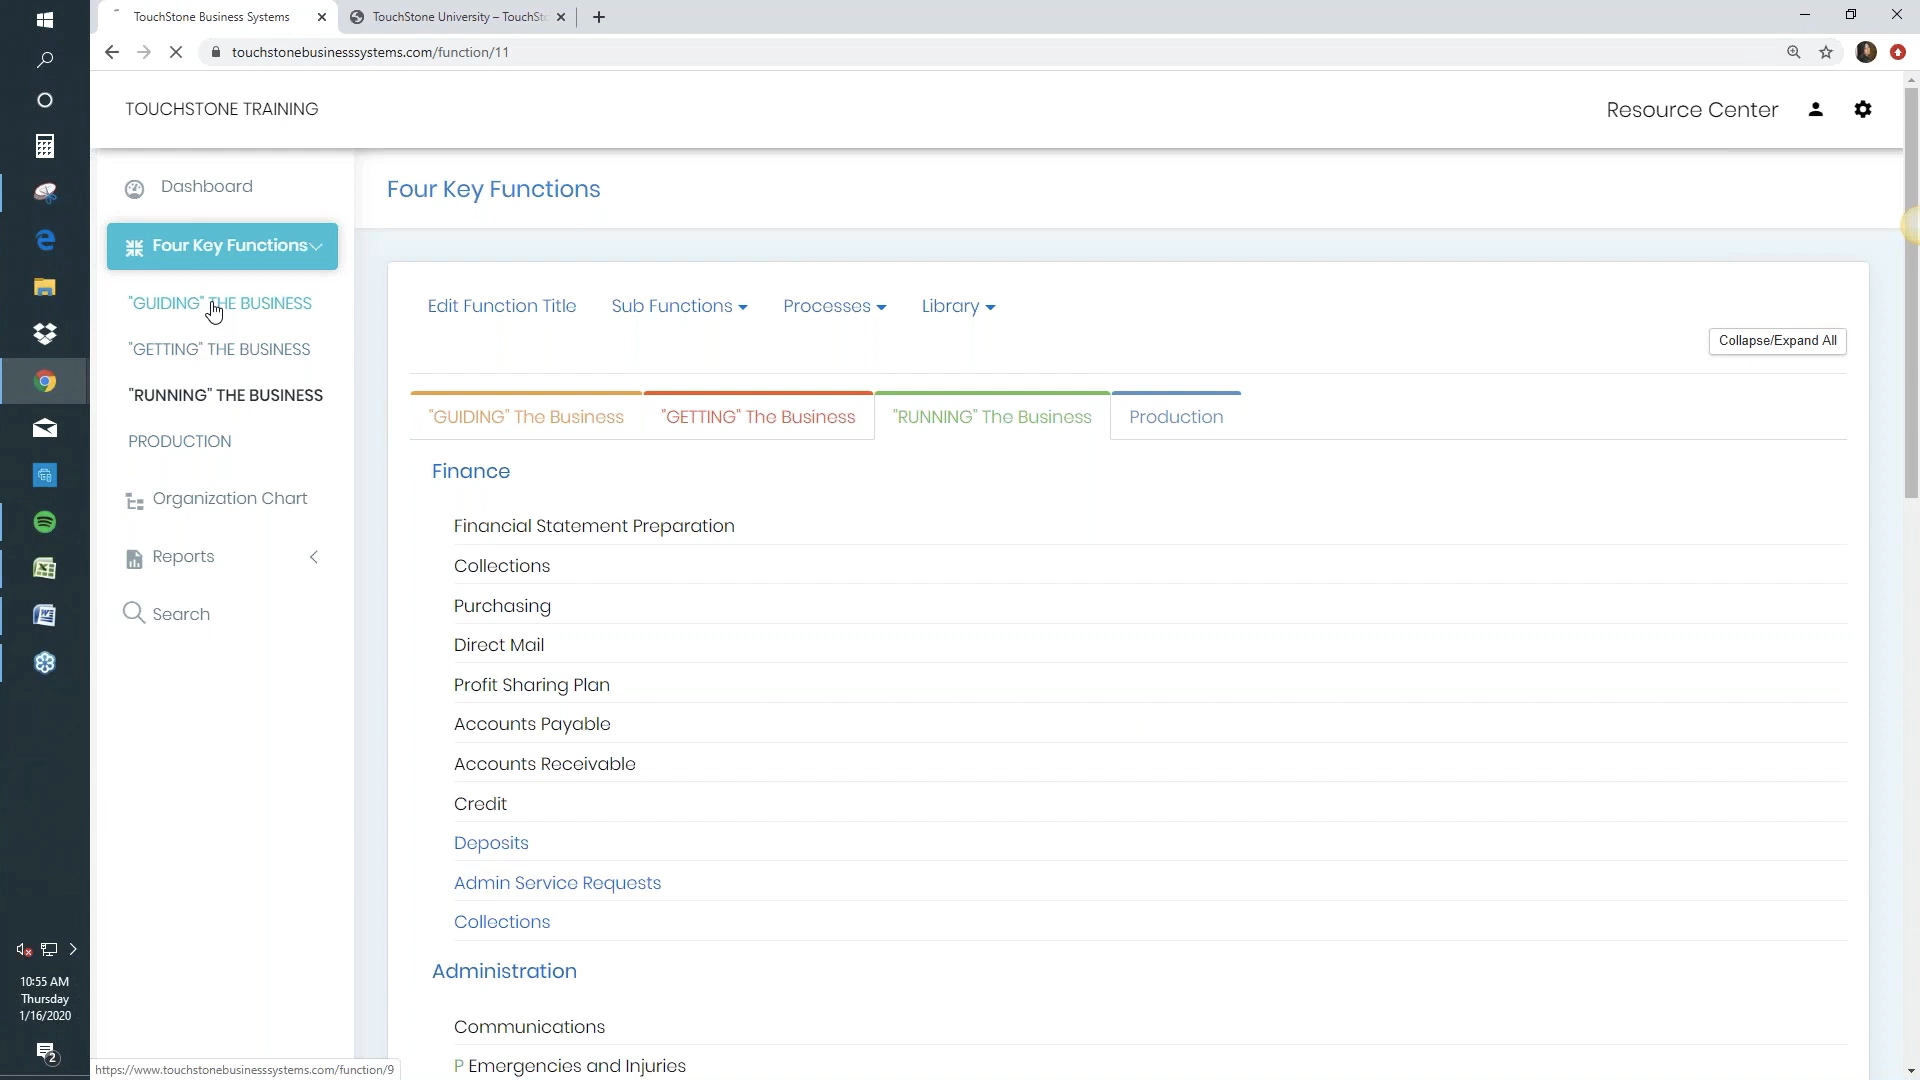 TouchStone Business Systems
TouchStone University – TouchSto
touchstonebusinesssystems.com/function/11
TOUCHSTONE TRAINING
Resource Center
Dashboard
Four Key Functions
"GUIDING" THE BUSINESS
"GETTING" THE BUSINESS
"RUNNING" THE BUSINESS
PRODUCTION
Organization Chart
Reports
Search
Four Key Functions
Edit Function Title
Sub Functions
Processes
Library
Collapse/Expand All
"GUIDING" The Business
"GETTING" The Business
"RUNNING" The Business
Production
Finance
Financial Statement Preparation
Collections
Purchasing
Direct Mail
Profit Sharing Plan
Accounts Payable
Accounts Receivable
Credit
Deposits
Admin Service Requests
Collections
Administration
Communications
P Emergencies and Injuries
10:55 AM
Thursday
1/16/2020
2
https://www.touchstonebusinesssystems.com/function/9